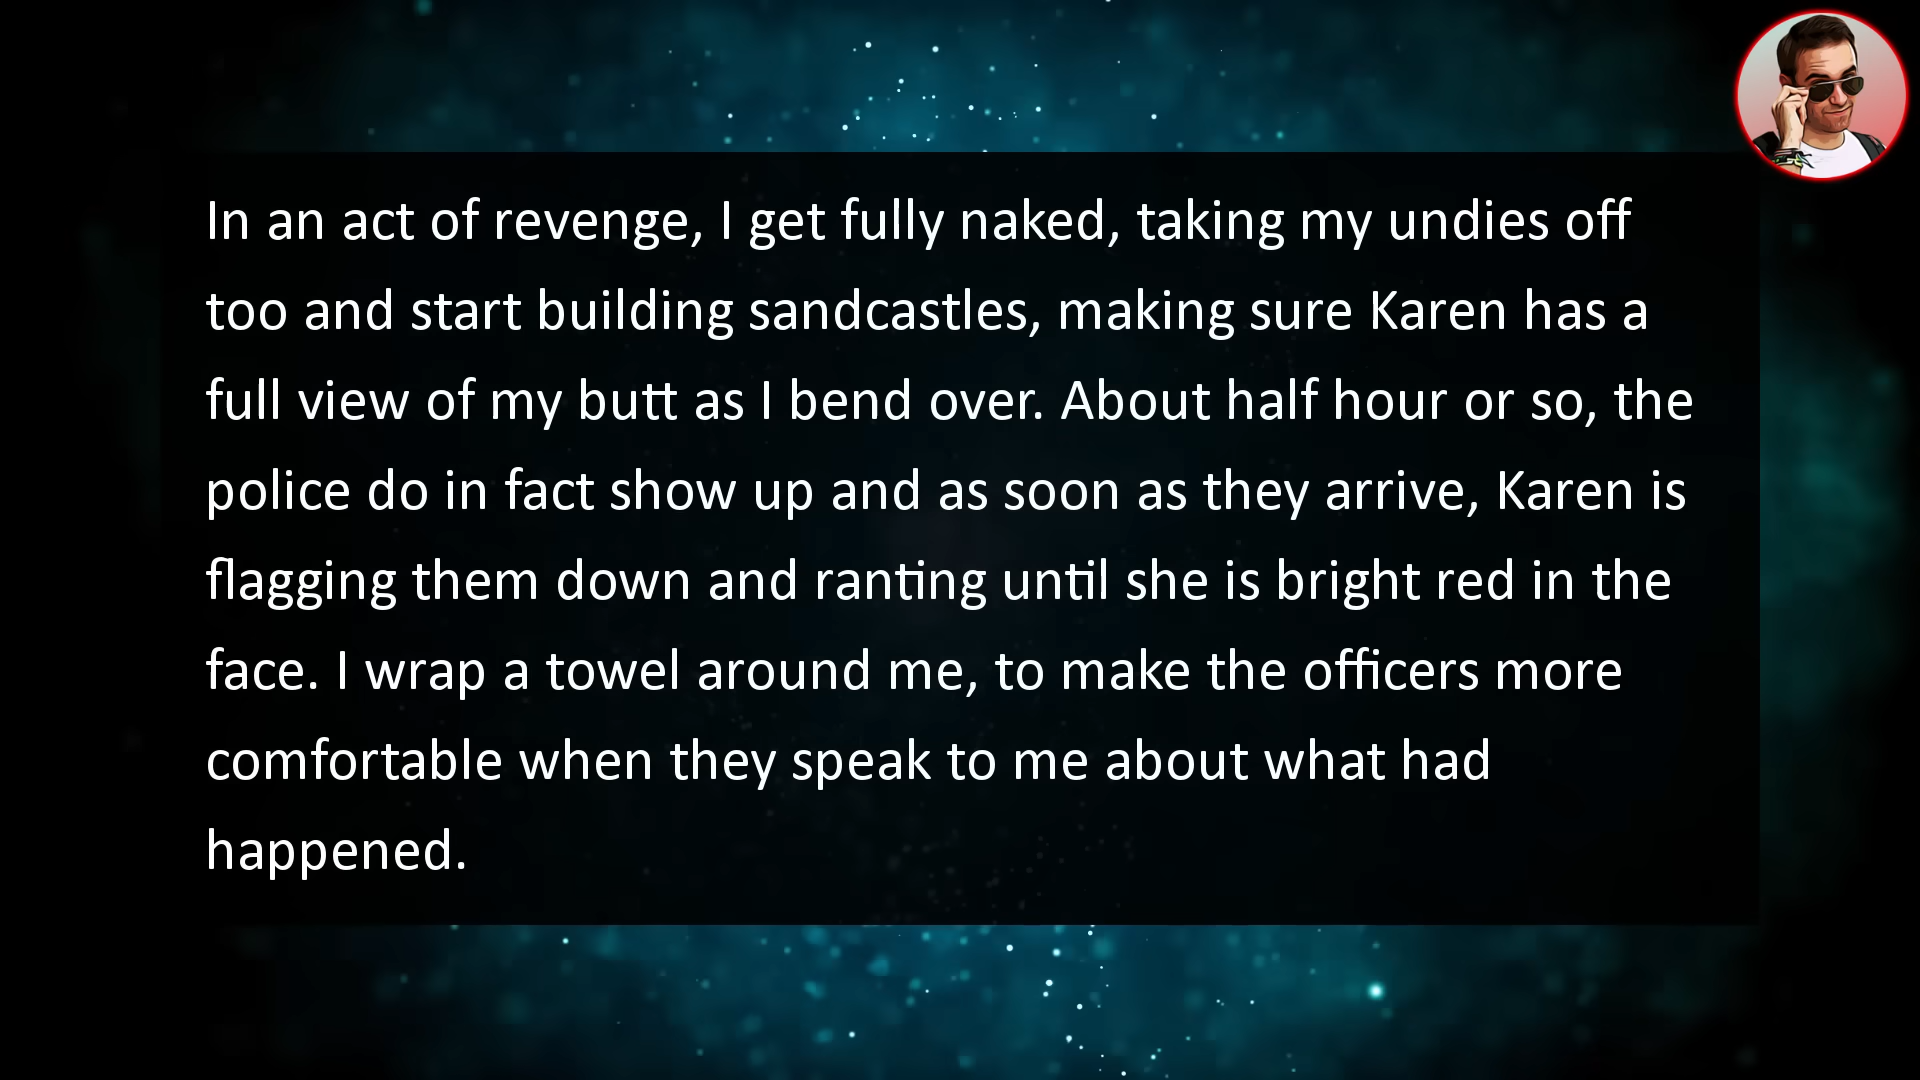 In an act of revenge, I get fully naked, taking my undies off
too and start building sandcastles, making sure Karen has a
full view of my butt as I bend over. About half hour or so, the
police do in fact show up and as soon as they arrive, Karen is
flagging them down and ranting until she is bright red in the
face. I wrap a towel around me, to make the officers more
comfortable when they speak to me about what had
happened.